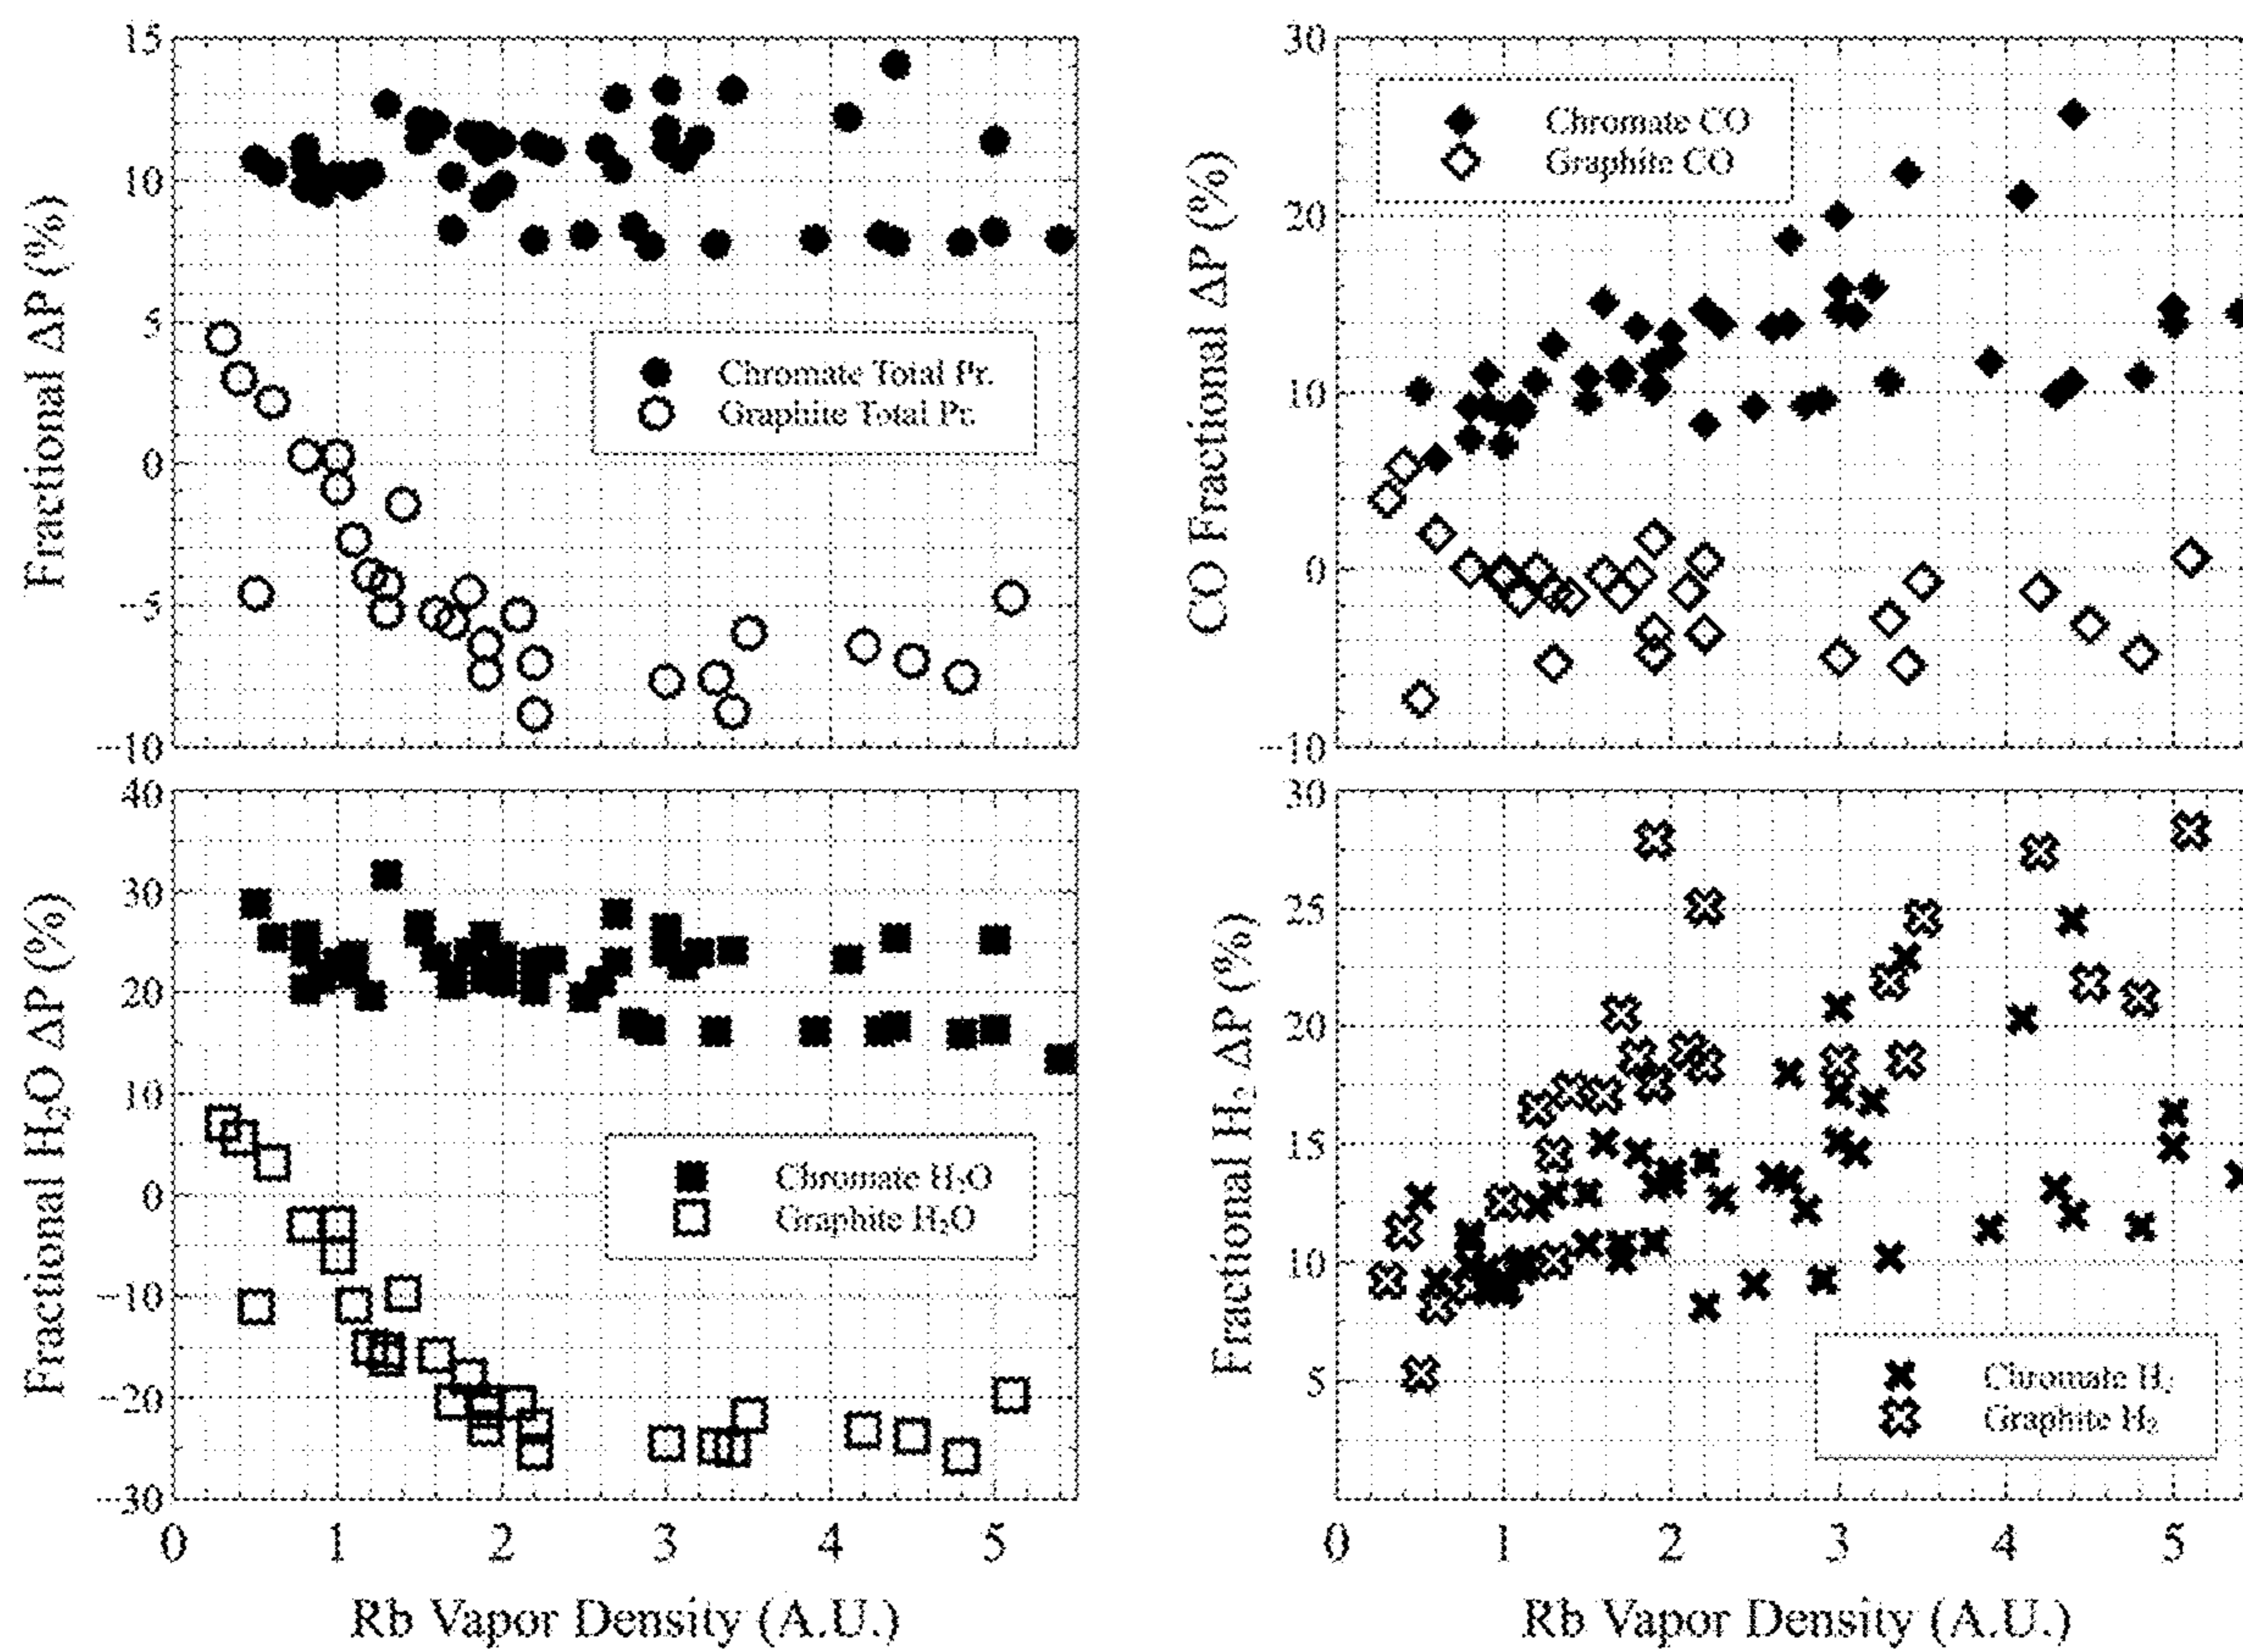 15
10
5
0
-5
-10
Fractional ΔP (%)
Chromate Total Pr.
Graphite Total Pr.
30
20
10
0
-10
CO Fractional ΔP (%)
Chromate CO
Graphite CO
40
30
20
10
0
-10
-20
-30
Fractional H₂O ΔP (%)
Chromate H₂O
Graphite H₂O
0 1 2 3 4 5
Rb Vapor Density (A.U.)
30
25
20
15
10
5
Fractional H₂ ΔP (%)
Chromate H₂
Graphite H₂
0 1 2 3 4 5
Rb Vapor Density (A.U.)